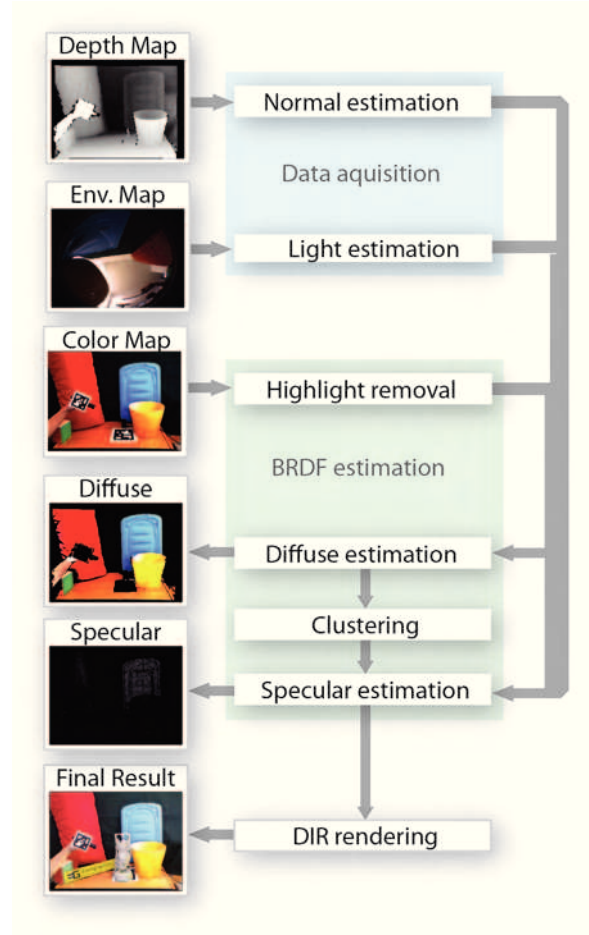 Depth Map
Normal estimation
Data aquisition
Env. Map
Light estimation
Color Map
Highlight removal
BRDF estimation
Diffuse
Diffuse estimation
Clustering
Specular
Specular estimation
Final Result
DIR rendering